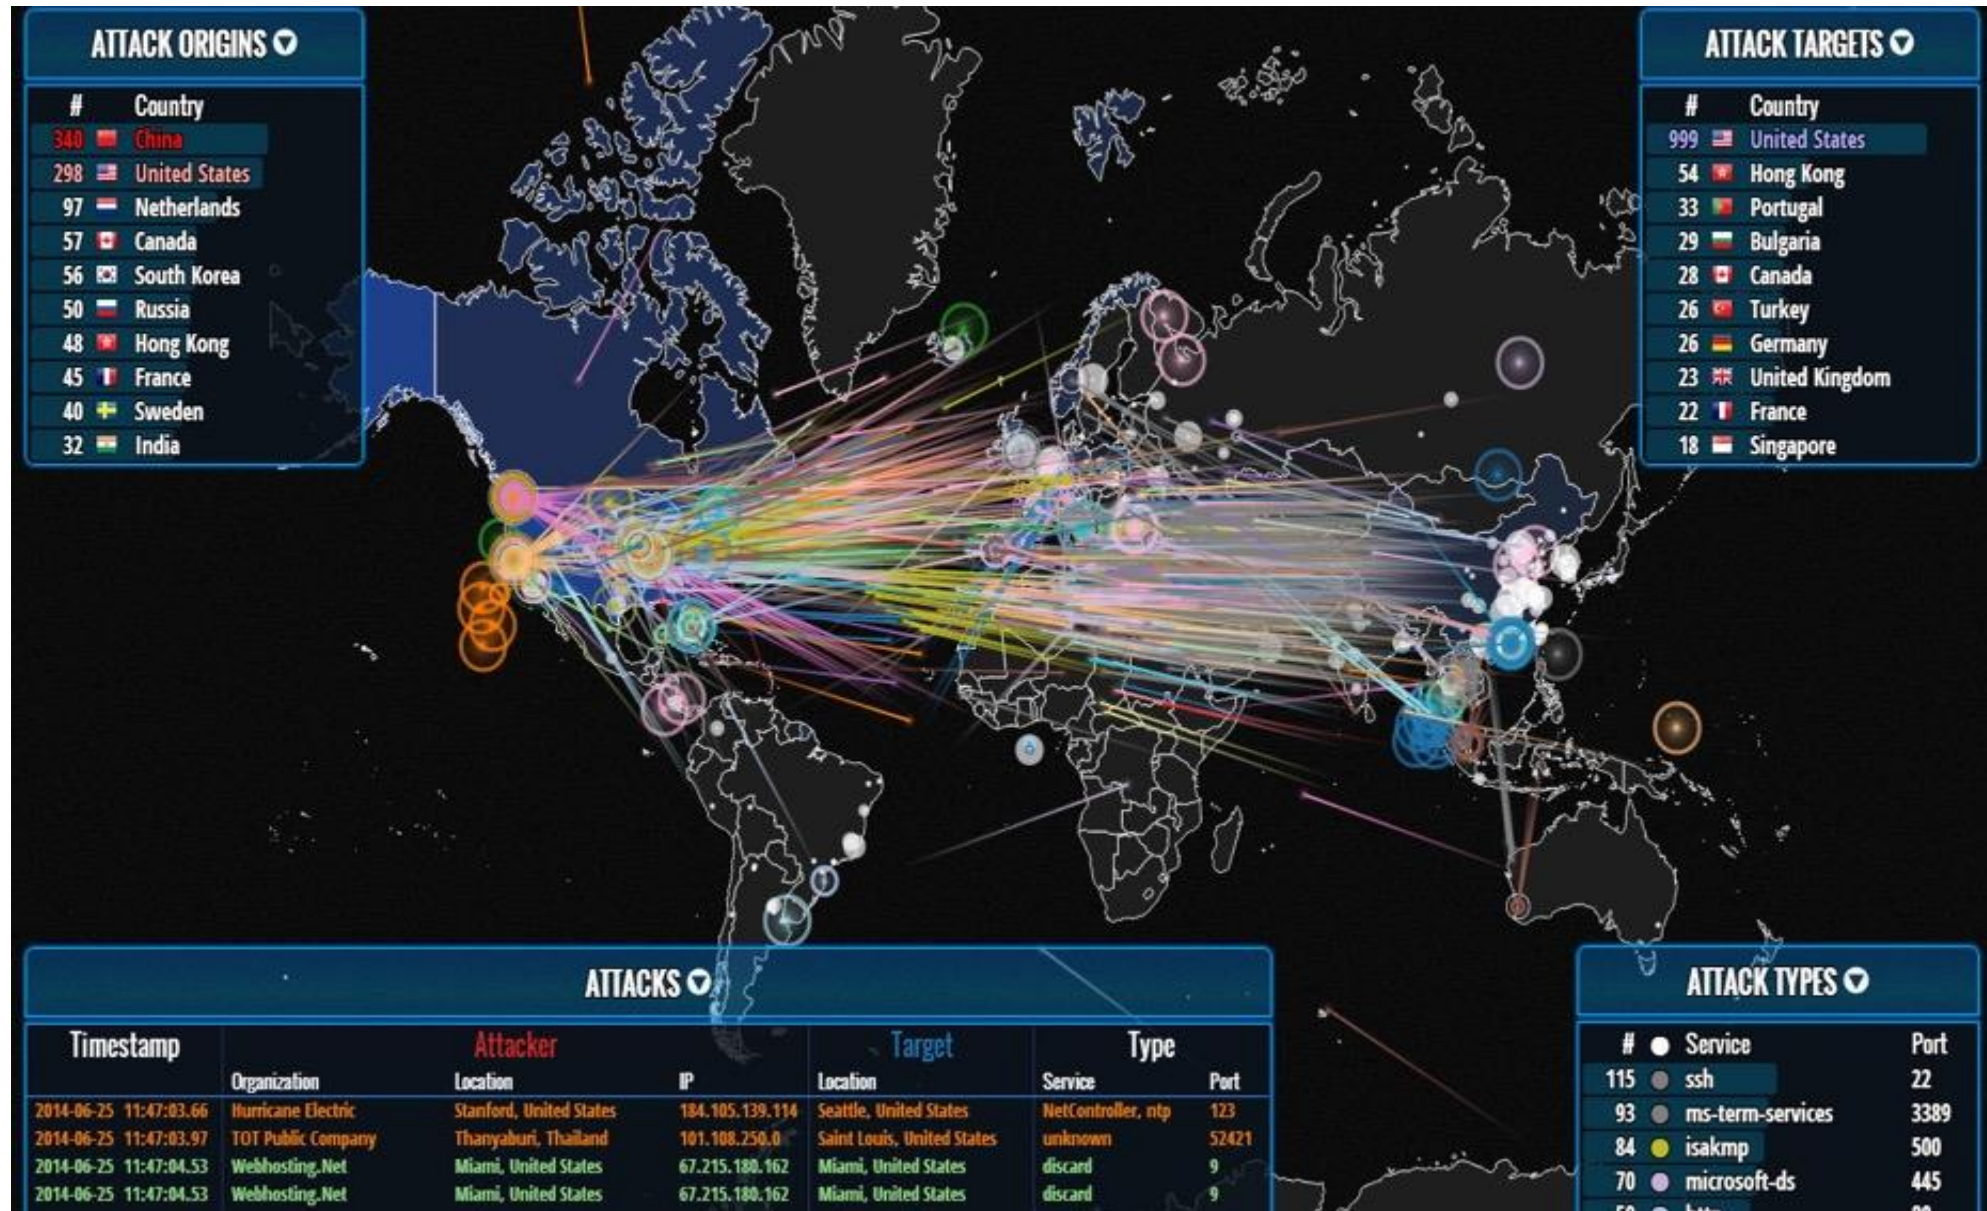 ATTACK ORIGINS
# Country
340 China
298 United States
97 Netherlands
57 Canada
56 South Korea
50 Russia
48 Hong Kong
45 France
40 Sweden
32 India
ATTACK TARGETS
# Country
999 United States
54 Hong Kong
33 Portugal
29 Bulgaria
28 Canada
26 Turkey
26 Germany
23 United Kingdom
22 France
18 Singapore
ATTACKS
Timestamp Attacker Target Type
Organization Location IP Location Service Port
2014-06-25 11:47:03.66 Hurricane Electric Stanford, United States 184.105.139.114 Seattle, United States NetController, ntp 123
2014-06-25 11:47:03.97 TOT Public Company Thanyaburi, Thailand 101.108.250.0 Saint Louis, United States unknown 52421
2014-06-25 11:47:04.53 Webhosting.Net Miami, United States 67.215.180.162 Miami, United States discard 9
2014-06-25 11:47:04.53 Webhosting.Net Miami, United States 67.215.180.162 Miami, United States discard 9
ATTACK TYPES
# Service Port
115 ssh 22
93 ms-term-services 3389
84 isakmp 500
70 microsoft-ds 445